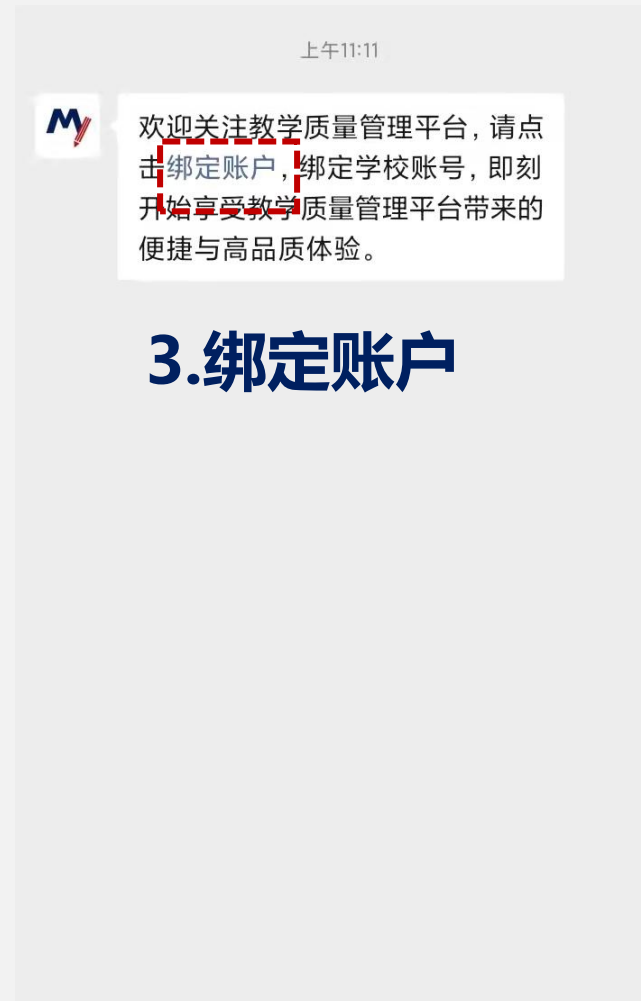 上午11:11
My
欢迎关注教学质量管理平台，请点
击绑定账户，绑定学校账号，即刻
开始享受教学质量管理平台带来的
便捷与高品质体验。
3.绑定账户